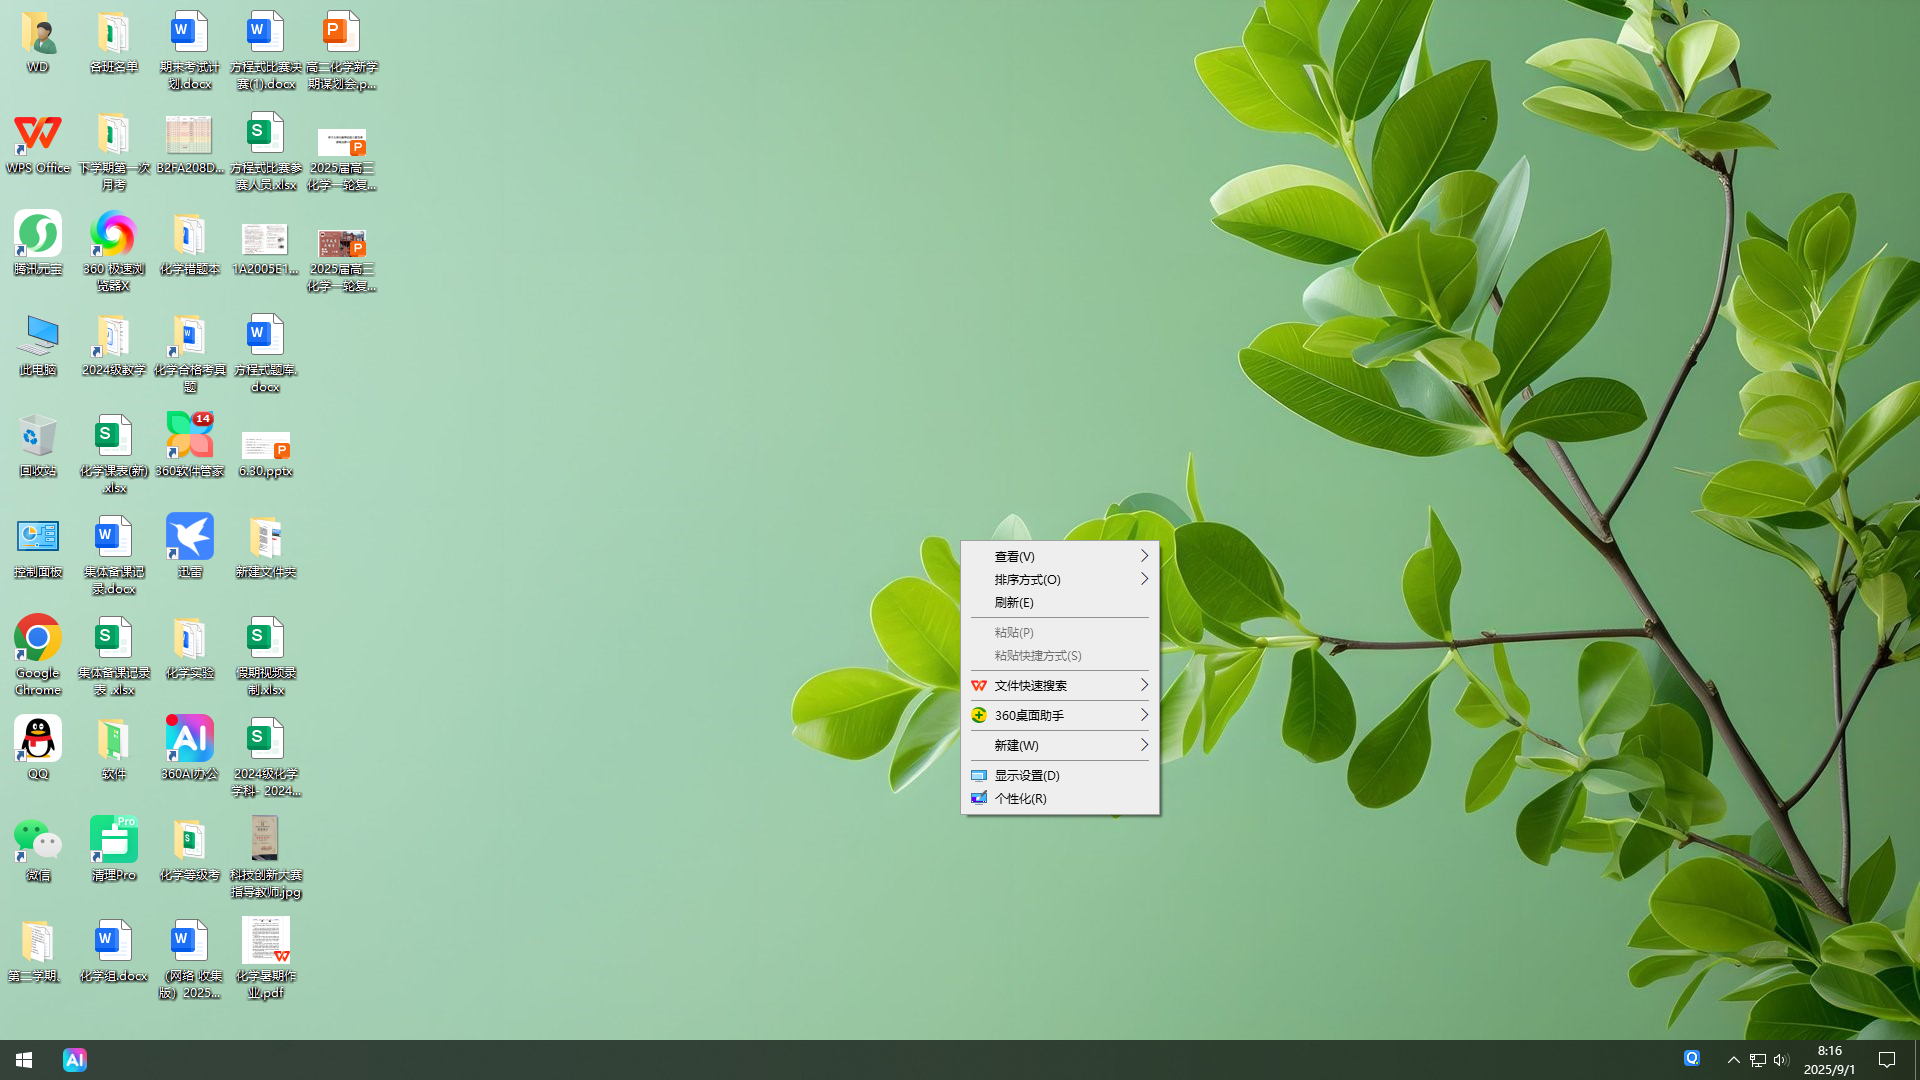 WD
各班名单
期末考试计
划.docx
方程式比赛决
赛(1).docx
高二化学新学
期谋划会.p...
WPS Office
下学期第一次
月考
B2FA208D...
方程式比赛参
赛人员.xlsx
2025届高三
化学一轮复...
腾讯元宝
360 极速浏
览器X
化学错题本
1A2005E1...
2025届高三
化学一轮复...
此电脑
2024级教学
化学合格考真
题
方程式题库.
docx
回收站
化学课表(新)
.xlsx
14
360软件管家
6.30.pptx
控制面板
集体备课记
录.docx
迅雷
新建文件夹
Google
Chrome
集体备课记录
表 .xlsx
化学实验
假期视频录
制.xlsx
QQ
软件
AI
360AI办公
2024级化学
学科- 2024...
微信
Pro
清理Pro
化学等级考
科技创新大赛
指导教师.jpg
第二学期.
化学组.docx
（网络 收集
版）2025...
化学暑期作
业.pdf
查看(V)
排序方式(O)
刷新(E)
粘贴(P)
粘贴快捷方式(S)
文件快速搜索
360桌面助手
新建(W)
显示设置(D)
个性化(R)
AI
8:16
2025/9/1